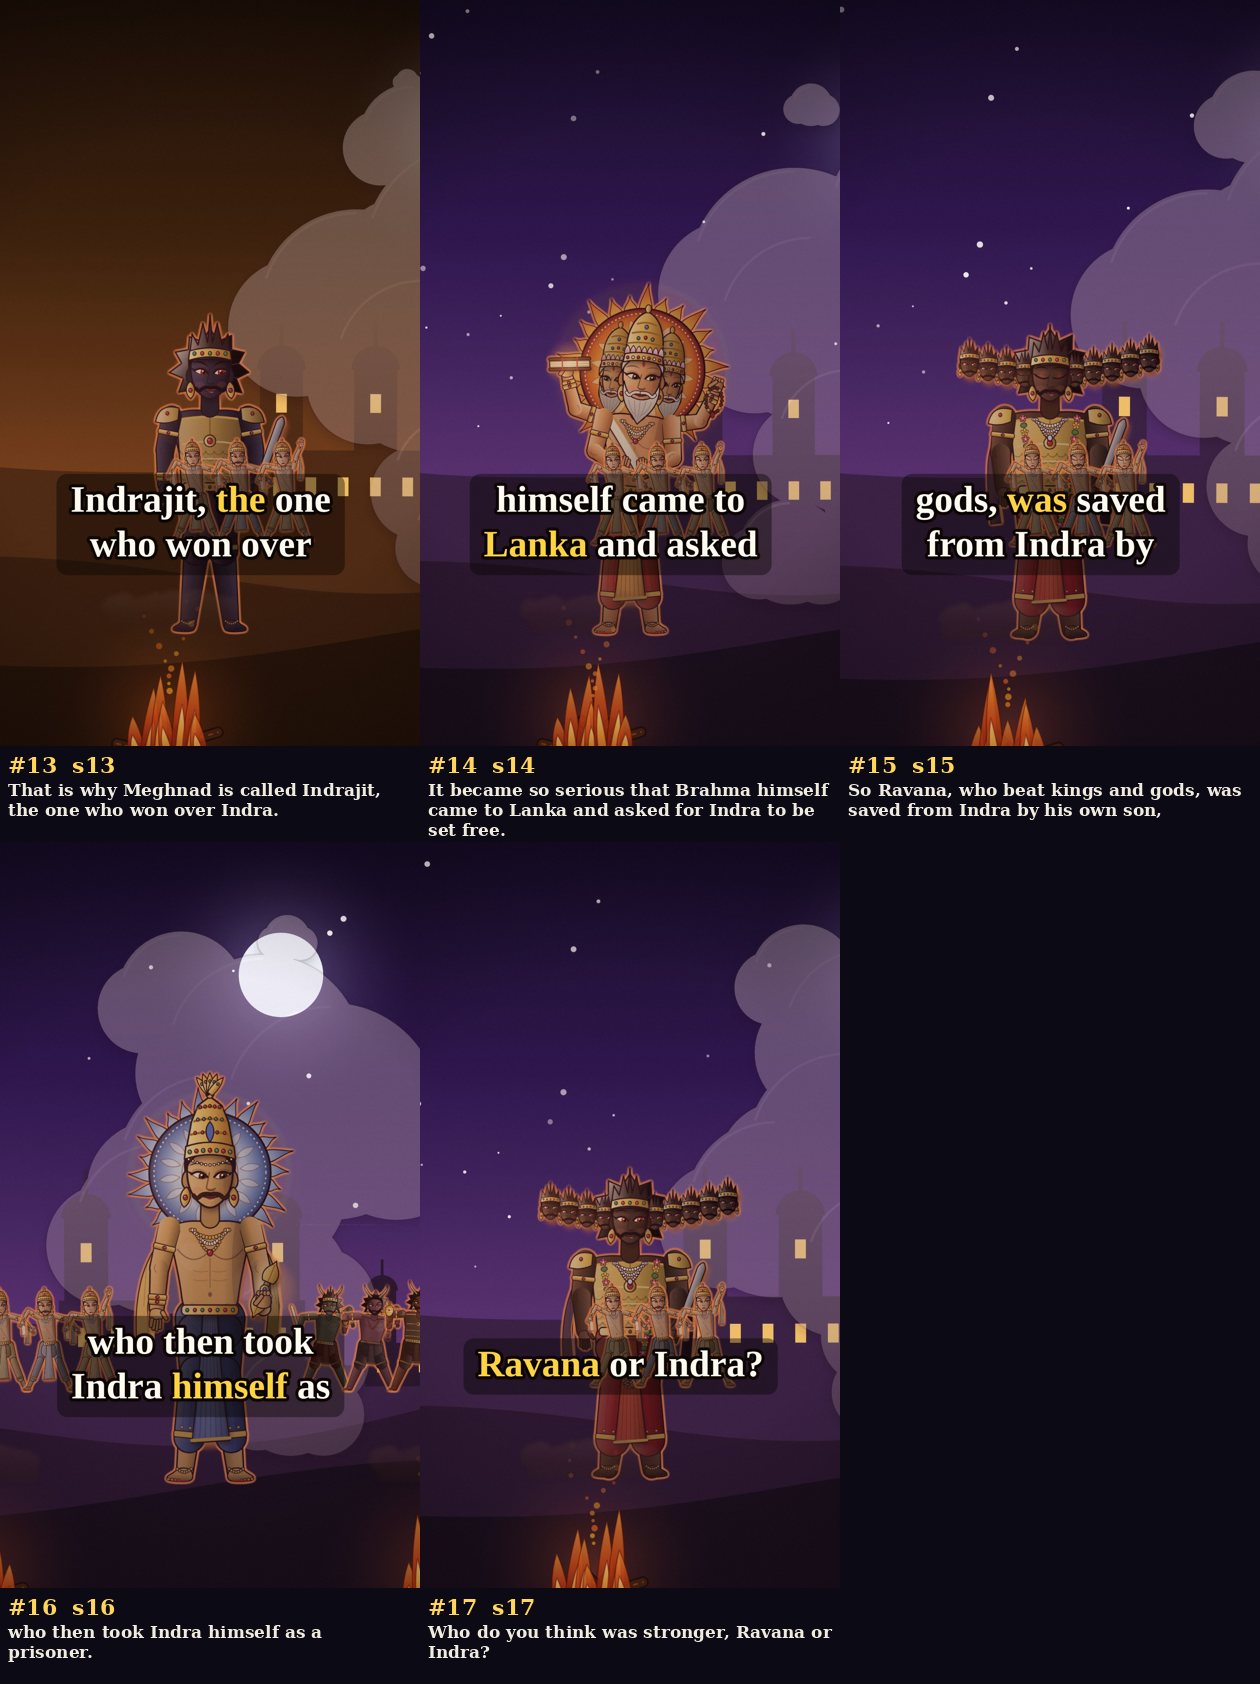 Indrajit, the one
who won over
#13 s13
That is why Meghnad is called Indrajit,
the one who won over Indra.
himself came to
Lanka and asked
#14 s14
It became so serious that Brahma himself
came to Lanka and asked for Indra to be
set free.
gods, was saved
from Indra by
#15 s15
So Ravana, who beat kings and gods, was
saved from Indra by his own son,
who then took
Indra himself as
#16 s16
who then took Indra himself as a
prisoner.
Ravana or Indra?
#17 s17
Who do you think was stronger, Ravana or
Indra?